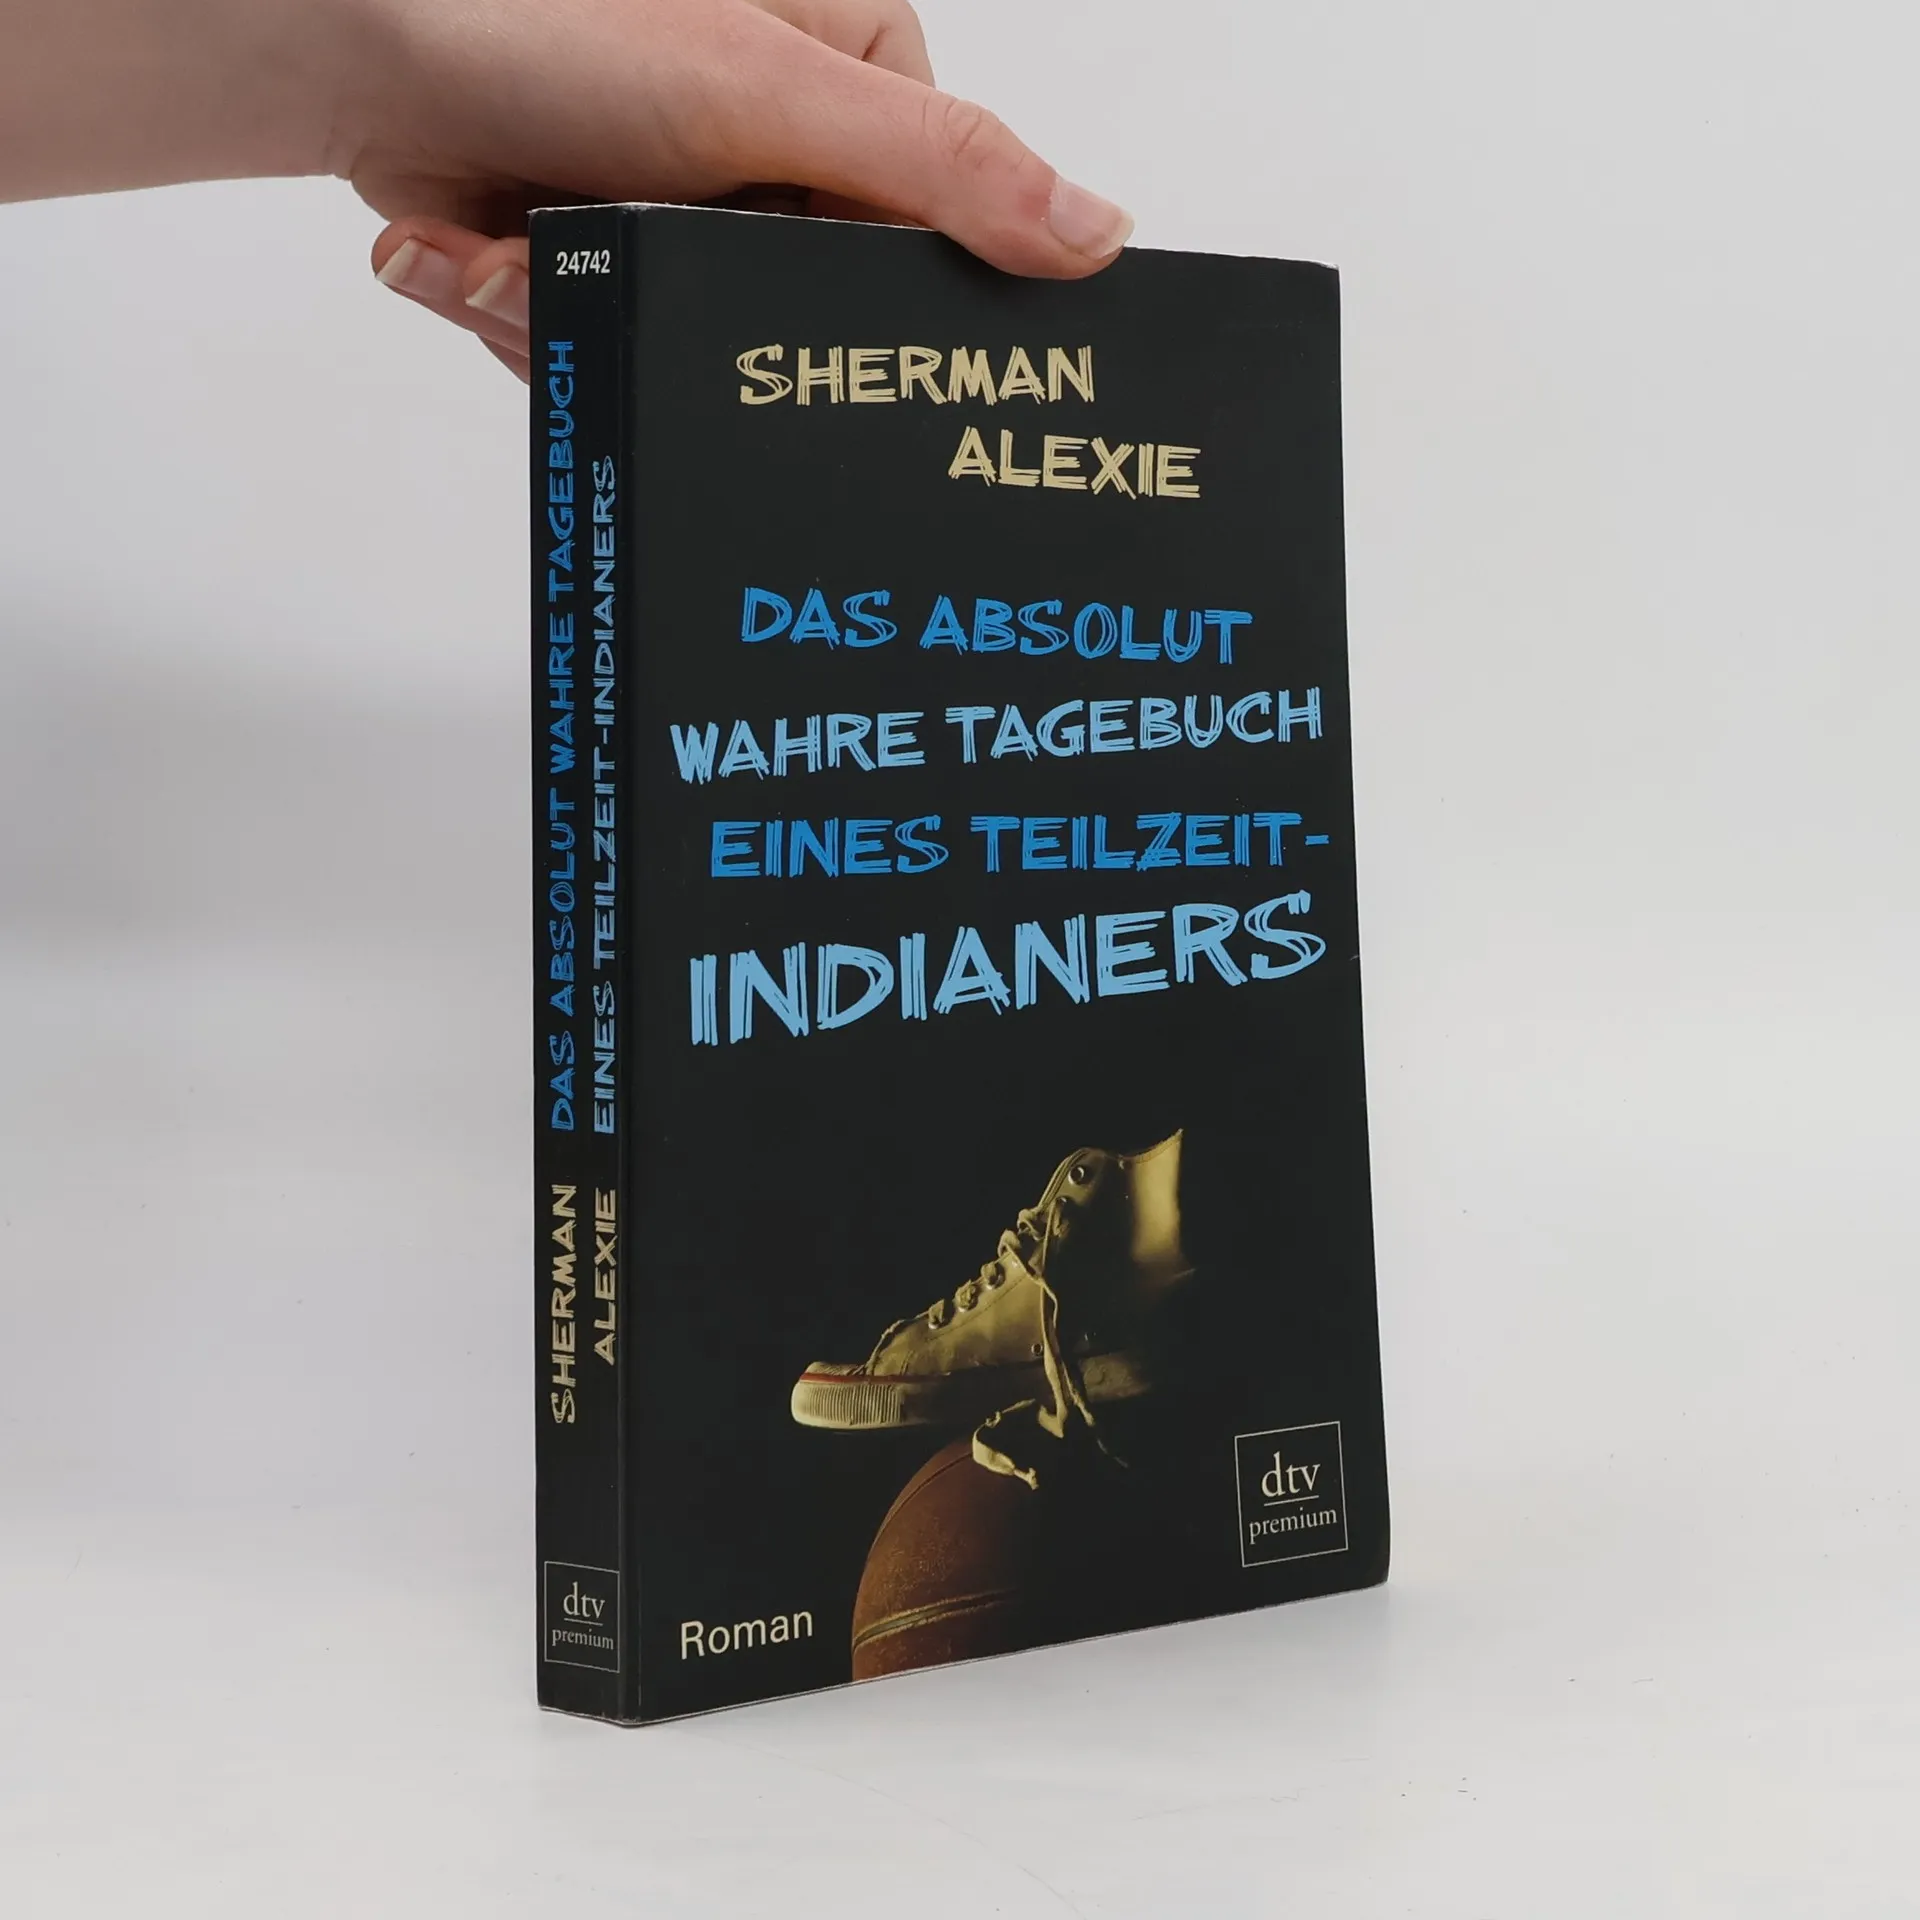 24742
DAS ABSOLUT WAHRE TAGEBUCH
EINES TEILZEIT-INDIANERS
SHERMAN
ALEXIE
dtv
premium
SHERMAN
ALEXIE
DAS ABSOLUT
WAHRE TAGEBUCH
EINES TEILZEIT-
INDIANERS
dtv
premium
Roman